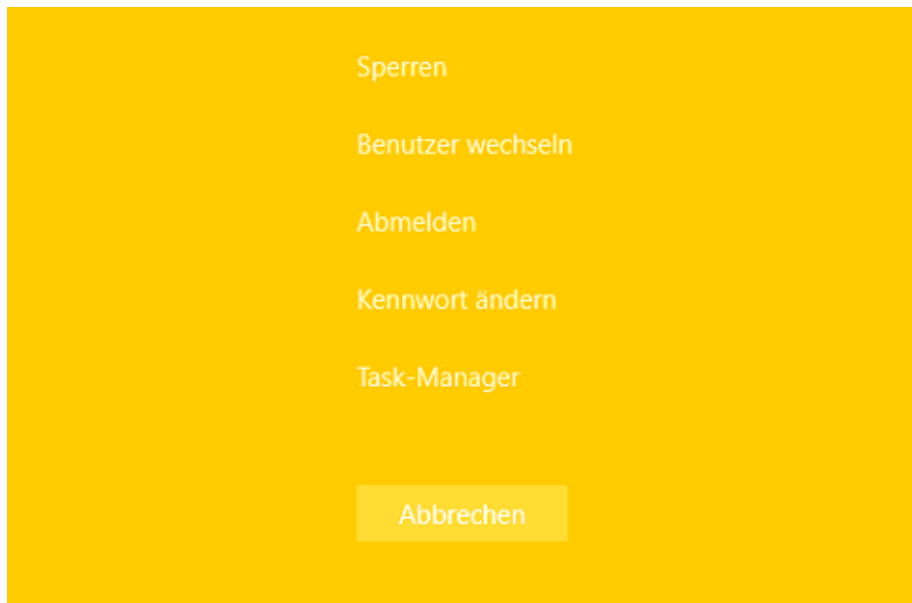 Sperren
Benutzer wechseln
Abmelden
Kennwort ändern
Task-Manager
Abbrechen